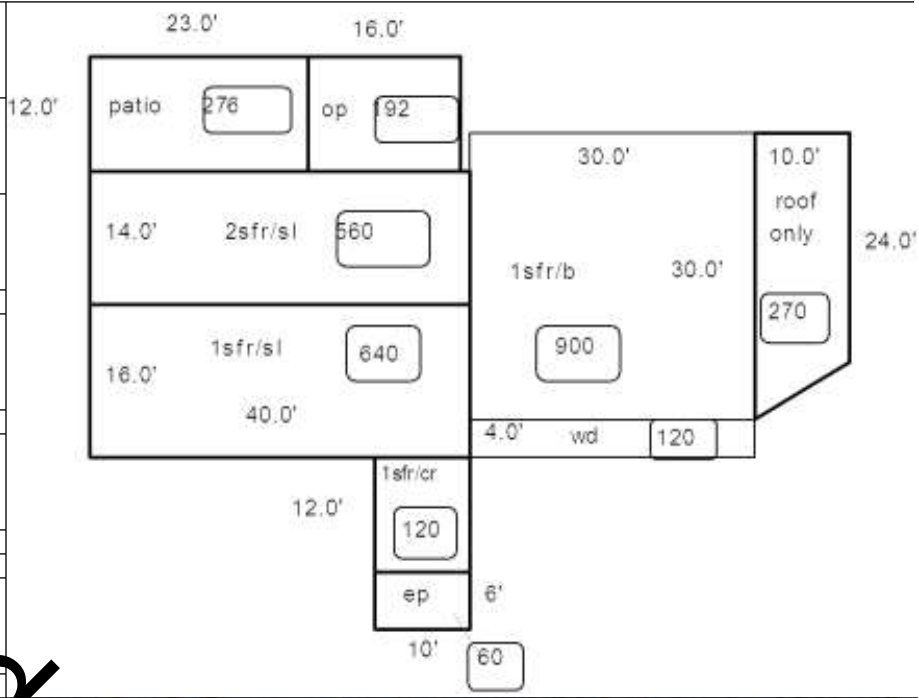 23.0'
16.0'
12.0'
patio
276
op
192
30.0'
10.0'
roof
only
24.0'
14.0'
2sfr/sl
560
1sfr/b
30.0'
270
1sfr/sl
640
900
16.0'
40.0'
4.0'
wd
120
1sfr/cr
12.0'
120
ep
6'
10'
60